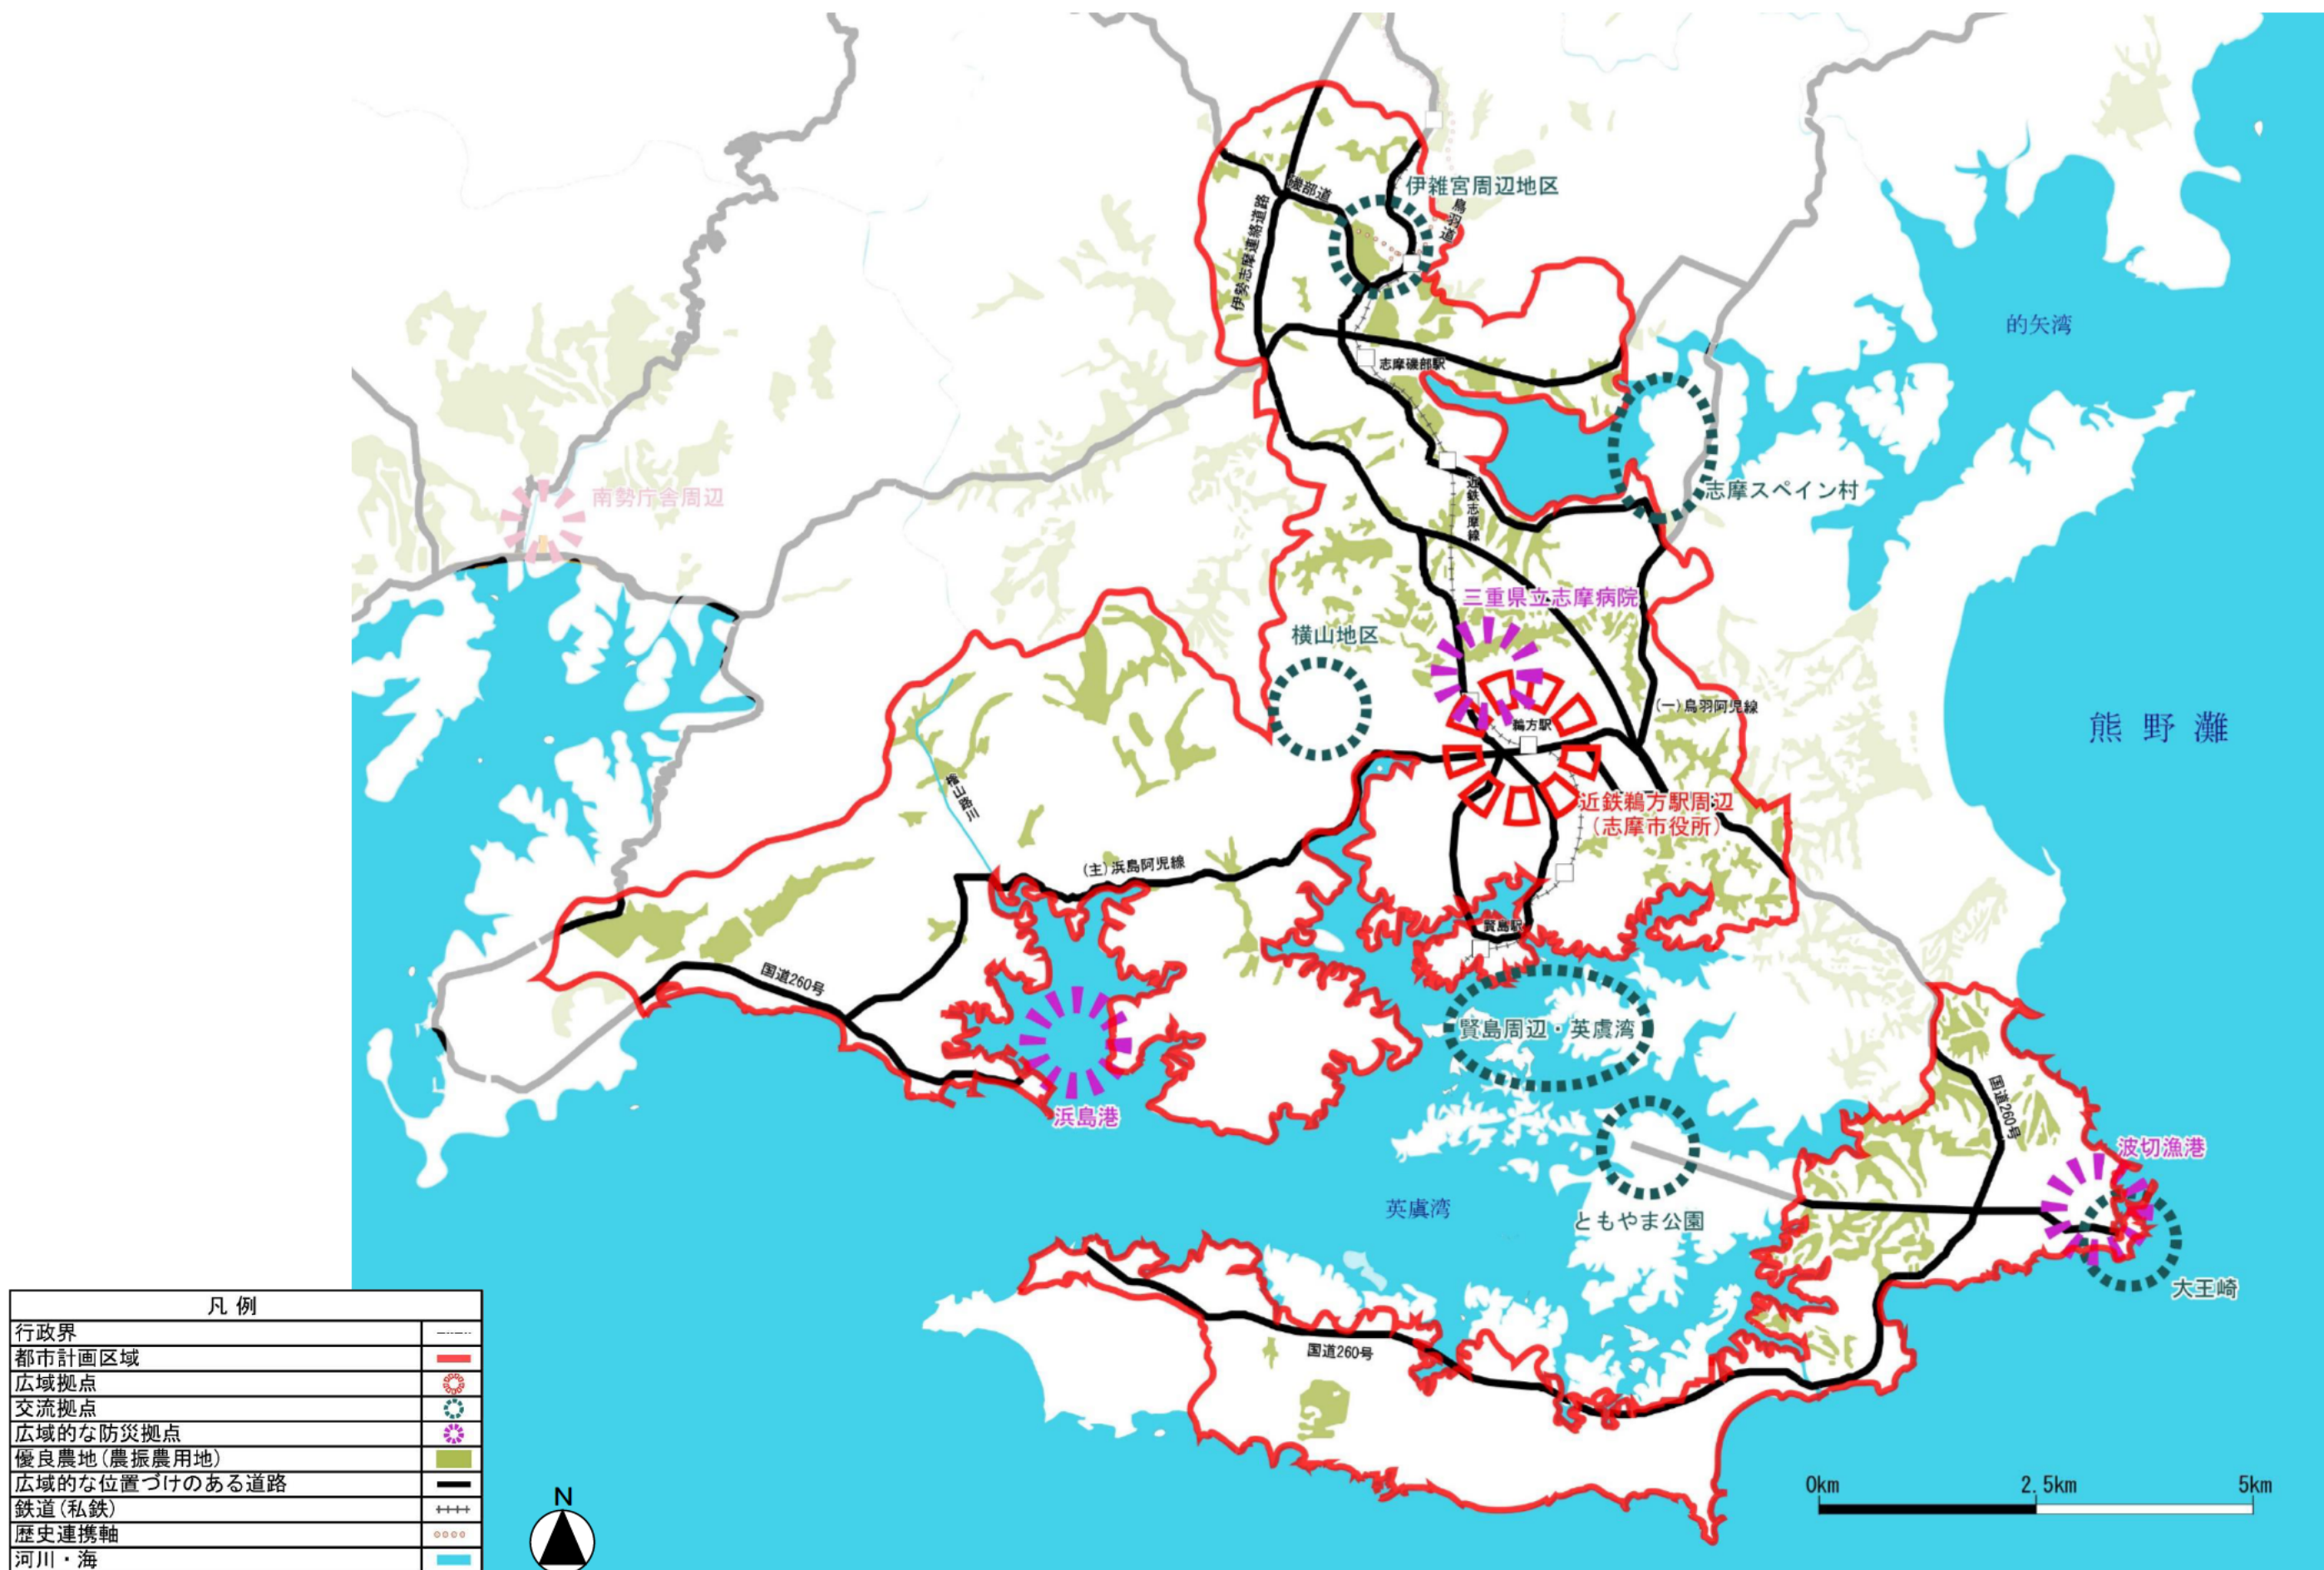 伊雑宮周辺地区
磯部道
鳥羽道
伊勢志摩連絡道路
的矢湾
志摩磯部駅
志摩スペイン村
南勢庁舎周辺
近鉄志摩線
三重県立志摩病院
横山地区
(一)鳥羽阿児線
鵜方駅
熊野灘
檜山路川
近鉄鵜方駅周辺
(志摩市役所)
(主)浜島阿児線
賢島駅
国道260号
賢島周辺・英虞湾
浜島港
国道260号
波切漁港
英虞湾
ともやま公園
大王崎
国道260号
凡例
行政界
都市計画区域
広域拠点
交流拠点
広域的な防災拠点
優良農地(農振農用地)
広域的な位置づけのある道路
鉄道(私鉄)
歴史連携軸
河川・海
N
0km 2.5km 5km